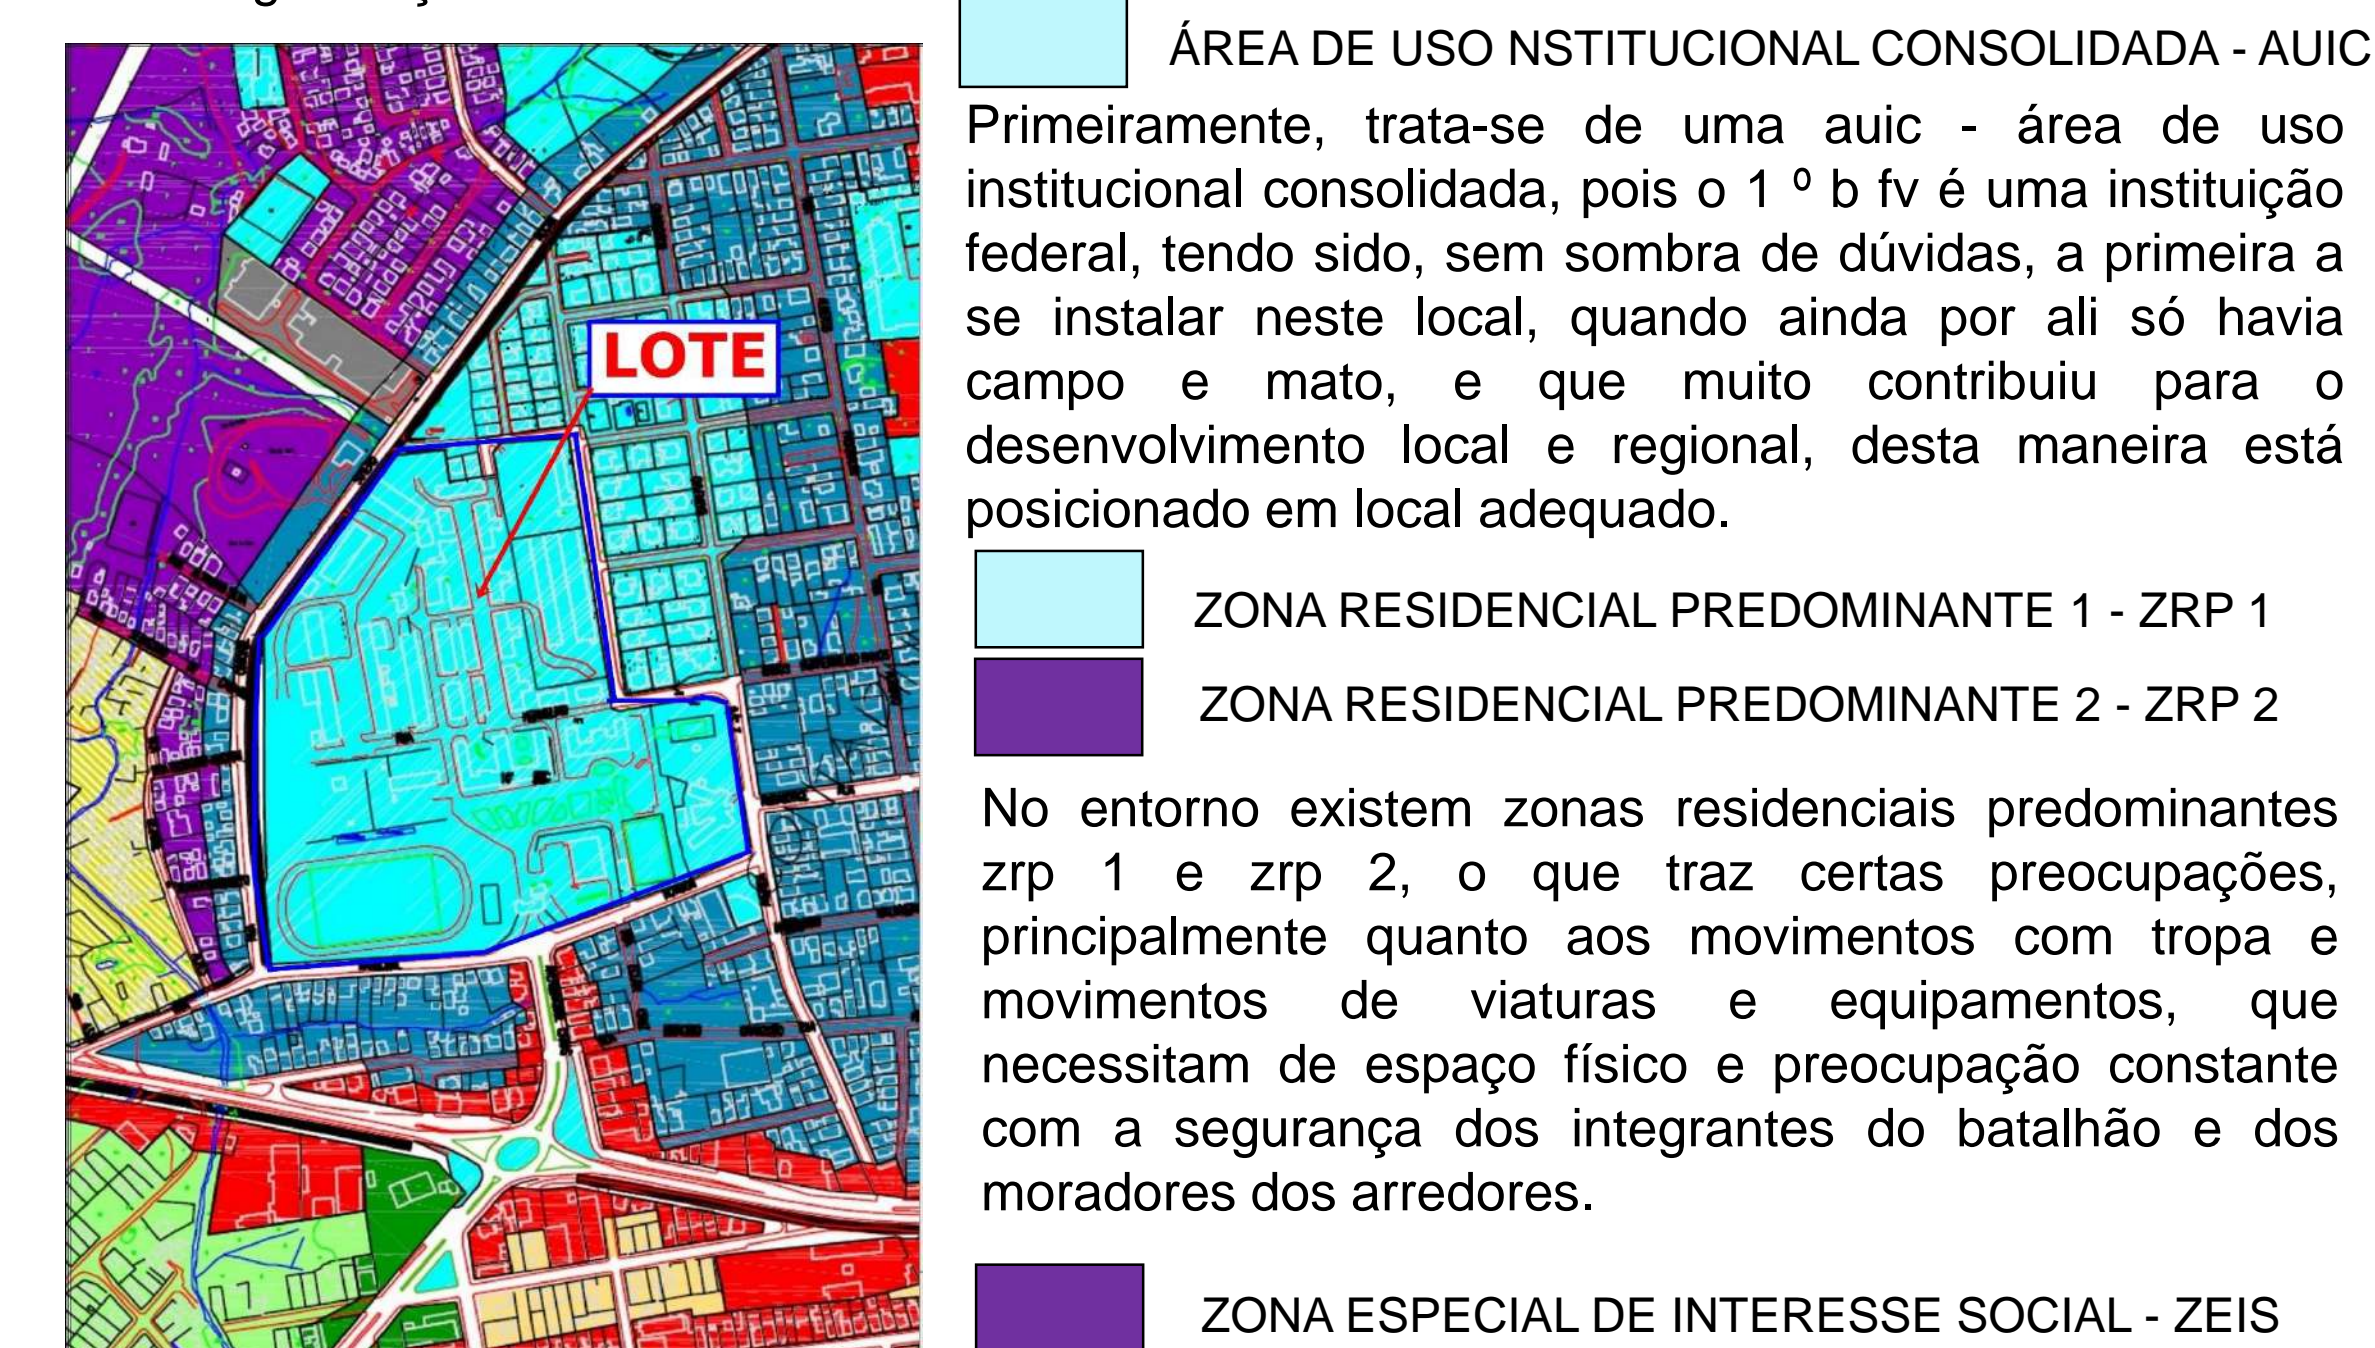 LOTE
ÁREA DE USO NSTITUCIONAL CONSOLIDADA - AUIC
Primeiramente, trata-se de uma auic - área de uso
institucional consolidada, pois o 1 º b fv é uma instituição
federal, tendo sido, sem sombra de dúvidas, a primeira a
se instalar neste local, quando ainda por ali só havia
campo e mato, e que muito contribuiu para o
desenvolvimento local e regional, desta maneira está
posicionado em local adequado.
ZONA RESIDENCIAL PREDOMINANTE 1 - ZRP 1
ZONA RESIDENCIAL PREDOMINANTE 2 - ZRP 2
No entorno existem zonas residenciais predominantes
zrp 1 e zrp 2, o que traz certas preocupações,
principalmente quanto aos movimentos com tropa e
movimentos de viaturas e equipamentos, que
necessitam de espaço físico e preocupação constante
com a segurança dos integrantes do batalhão e dos
moradores dos arredores.
ZONA ESPECIAL DE INTERESSE SOCIAL - ZEIS